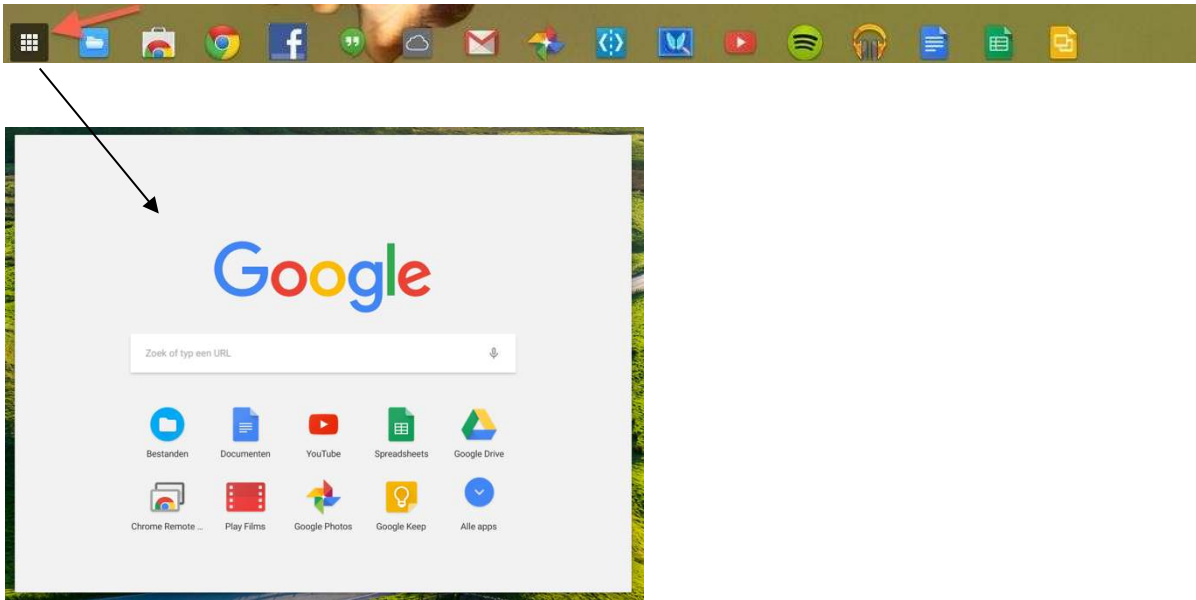 Google
Zoek of typ een URL
Bestanden Documenten YouTube Spreadsheets Google Drive
Chrome Remote ... Play Films Google Photos Google Keep Alle apps